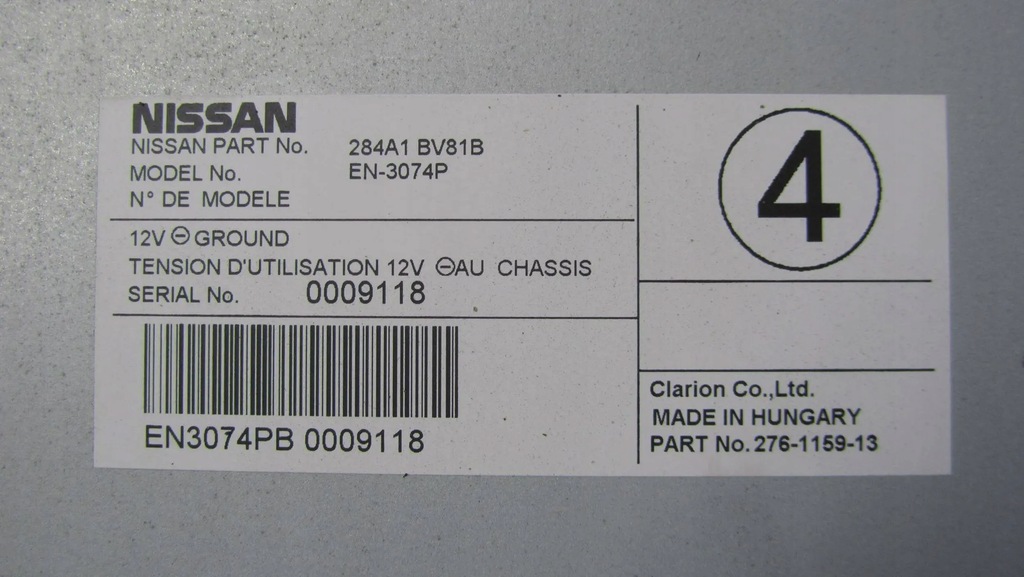 NISSAN
NISSAN PART No. 284A1 BV81B
MODEL No. EN-3074P
N° DE MODELE
12V ⊖ GROUND
TENSION D'UTILISATION 12V ⊖AU CHASSIS
SERIAL No. 0009118
EN3074PB 0009118
4
Clarion Co.,Ltd.
MADE IN HUNGARY
PART No. 276-1159-13